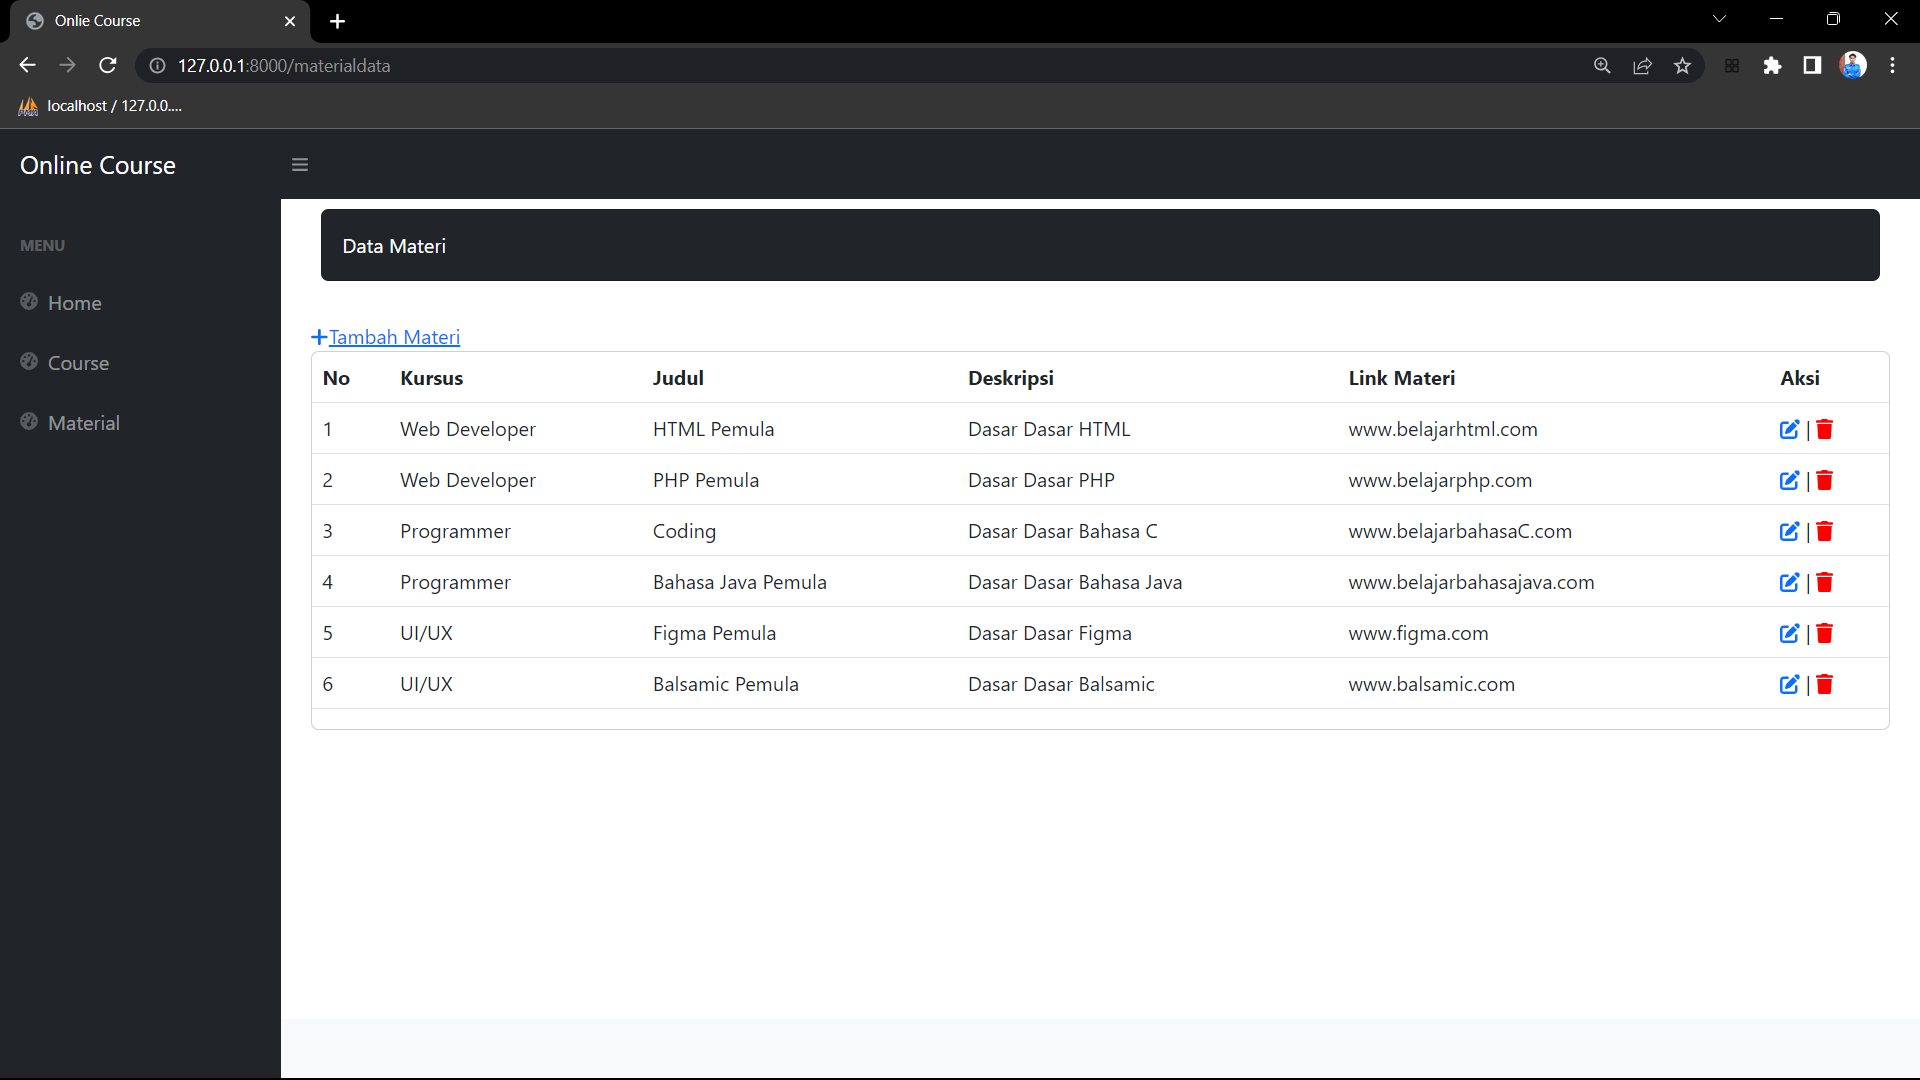 Onlie Course
127.0.0.1:8000/materialdata
localhost / 127.0.0....
Online Course
MENU
Home
Course
Material
Data Materi
Tambah Materi
No Kursus Judul Deskripsi Link Materi Aksi
1 Web Developer HTML Pemula Dasar Dasar HTML www.belajarhtml.com |
2 Web Developer PHP Pemula Dasar Dasar PHP www.belajarphp.com |
3 Programmer Coding Dasar Dasar Bahasa C www.belajarbahasaC.com |
4 Programmer Bahasa Java Pemula Dasar Dasar Bahasa Java www.belajarbahasajava.com |
5 UI/UX Figma Pemula Dasar Dasar Figma www.figma.com |
6 UI/UX Balsamic Pemula Dasar Dasar Balsamic www.balsamic.com |